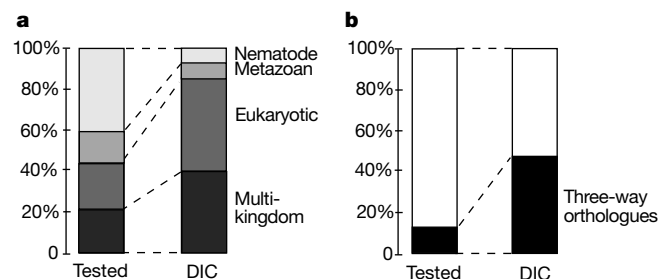 a
100%
80%
60%
40%
20%
0
Tested
DIC
Nematode
Metazoan
Eukaryotic
Multi-
kingdom
b
100%
80%
60%
40%
20%
0
Tested
DIC
Three-way
orthologues